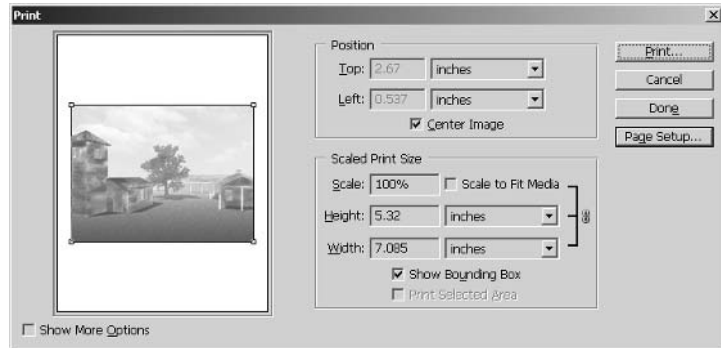 Print
X
Position
Top: 2.67 inches
Left: 0.537 inches
Center Image
Scaled Print Size
Scale: 100% Scale to Fit Media
Height: 5.32 inches
Width: 7.085 inches
Show Bounding Box
Print Selected Area
Show More Options
Print...
Cancel
Done
Page Setup...